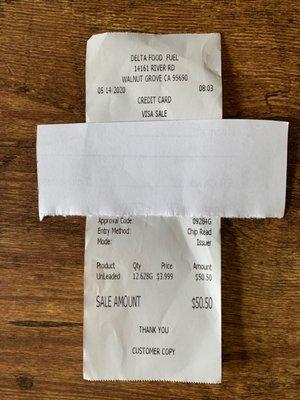 DELTA FOOD FUEL
14161 RIVER RD
WALNUT GROVE CA 95690
05/14/2020 08:03
CREDIT CARD
VISA SALE
Approval Code: 09284G
Entry Method: Chip Read
Mode: Issuer
Product Qty Price Amount
UnLeaded 12.628G $3.999 $50.50
SALE AMOUNT $50.50
THANK YOU
CUSTOMER COPY